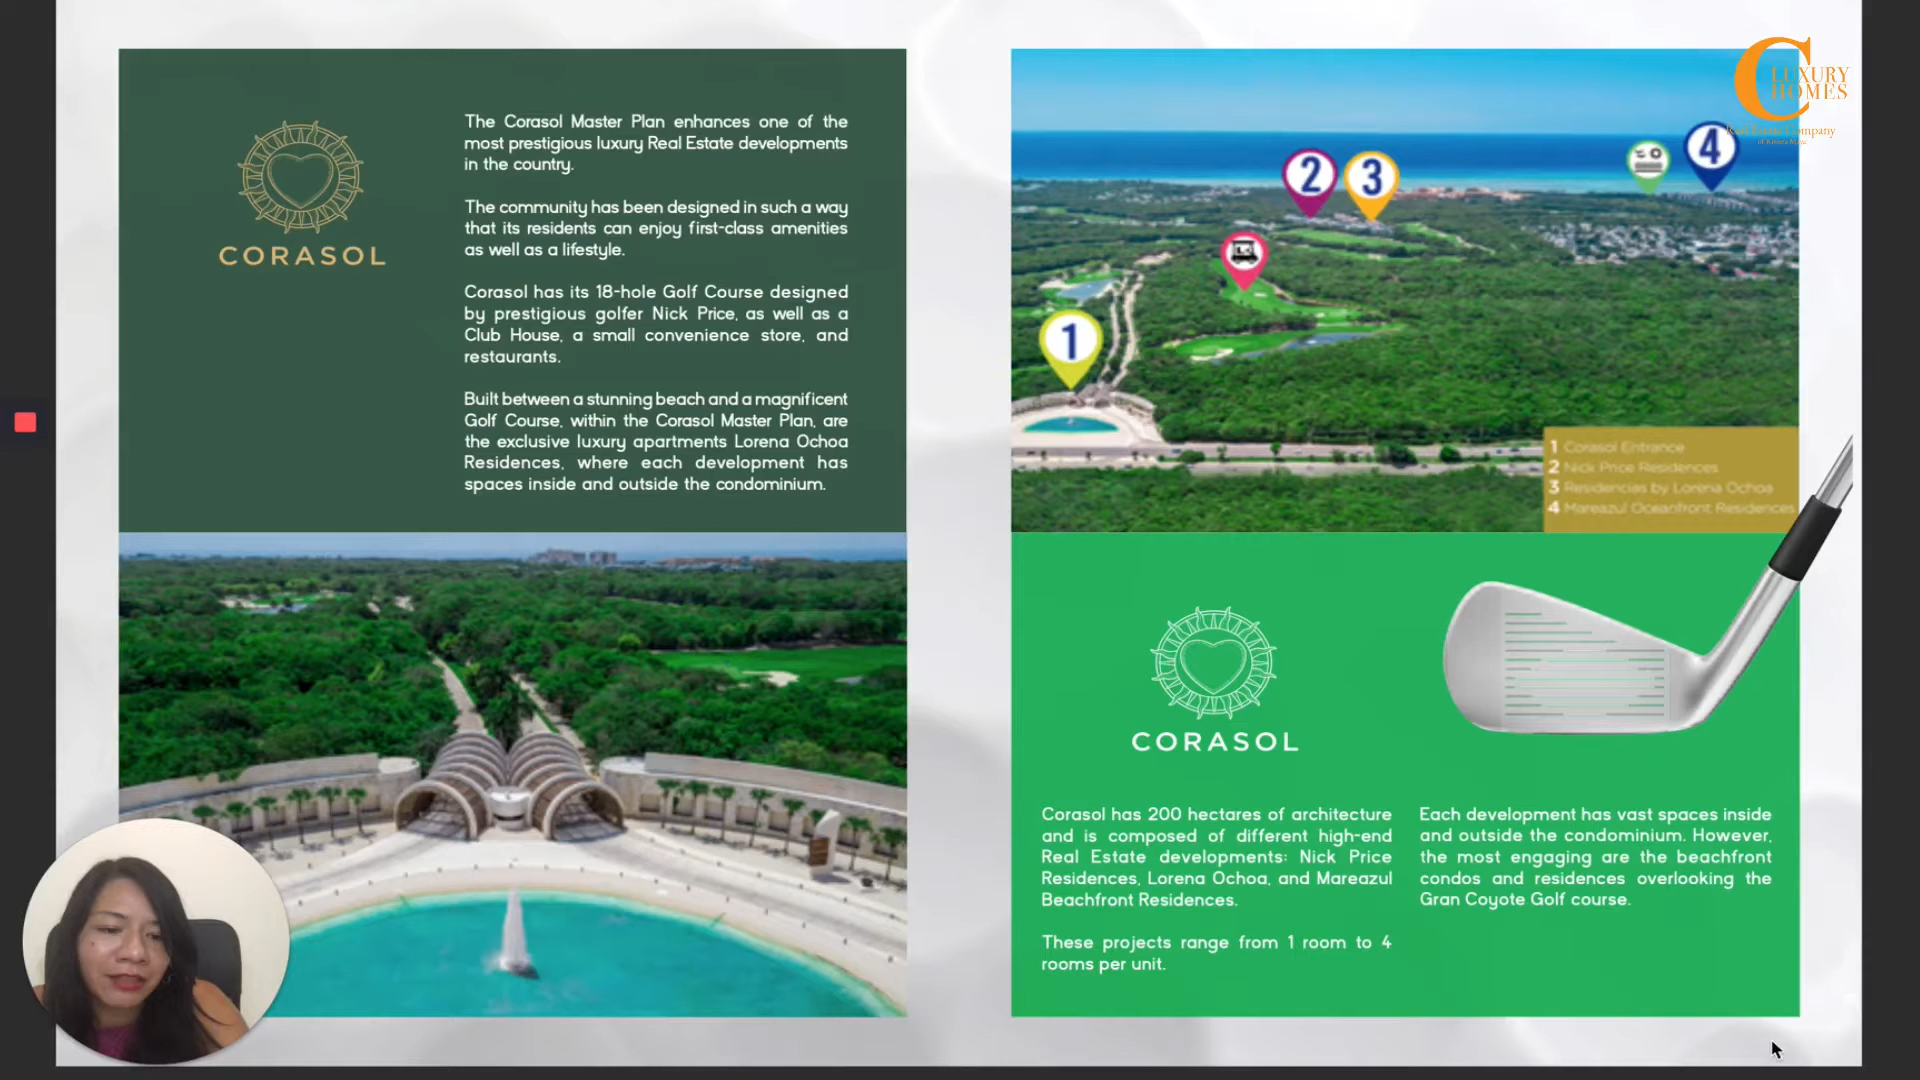 CORASOL
The Corasol Master Plan enhances one of the
most prestigious luxury Real Estate developments
in the country.
The community has been designed in such a way
that its residents can enjoy first-class amenities
as well as a lifestyle.
Corasol has its 18-hole Golf Course designed
by prestigious golfer Nick Price, as well as a
Club House, a small convenience store, and
restaurants.
Built between a stunning beach and a magnificent
Golf Course, within the Corasol Master Plan, are
the exclusive luxury apartments Lorena Ochoa
Residences, where each development has
spaces inside and outside the condominium.
C LUXURY
HOMES
Real Estate Company
1
2
3
4
1 Corasol Entrance
2 Nick Price Residences
3 Residencias by Lorena Ochoa
4 Mareazul Oceanfront Residences
CORASOL
Corasol has 200 hectares of architecture
and is composed of different high-end
Real Estate developments: Nick Price
Residences, Lorena Ochoa, and Mareazul
Beachfront Residences.
These projects range from 1 room to 4
rooms per unit.
Each development has vast spaces inside
and outside the condominium. However,
the most engaging are the beachfront
condos and residences overlooking the
Gran Coyote Golf course.